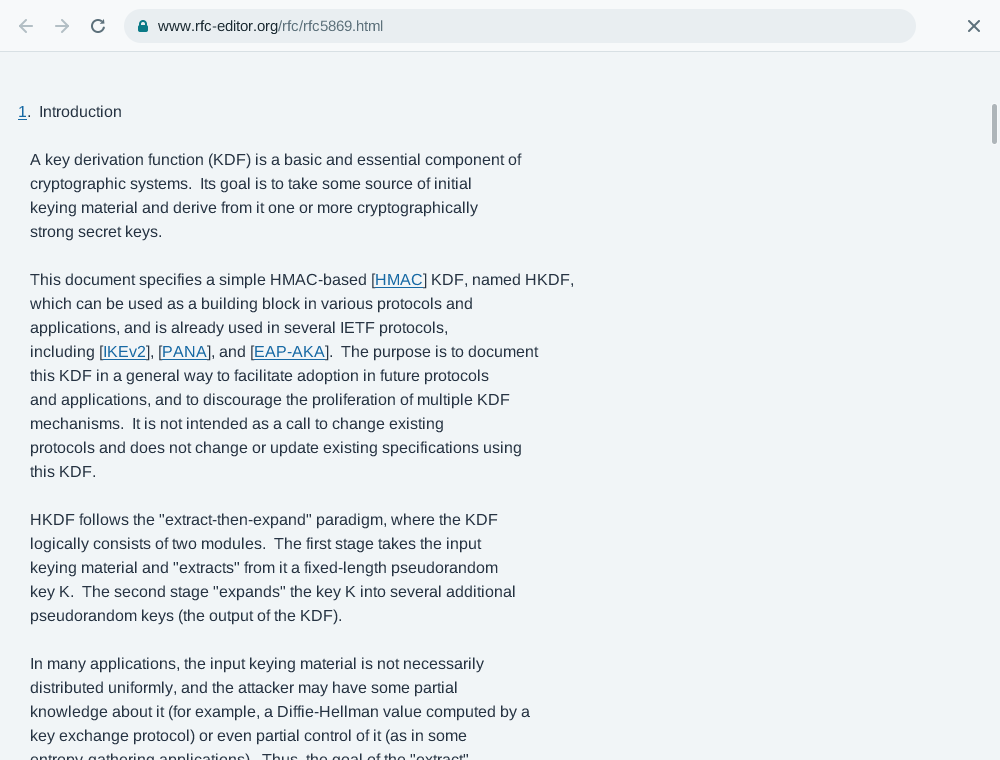 www.rfc-editor.org/rfc/rfc5869.html
1.  Introduction
A key derivation function (KDF) is a basic and essential component of
cryptographic systems.  Its goal is to take some source of initial
keying material and derive from it one or more cryptographically
strong secret keys.
This document specifies a simple HMAC-based [HMAC] KDF, named HKDF,
which can be used as a building block in various protocols and
applications, and is already used in several IETF protocols,
including [IKEv2], [PANA], and [EAP-AKA].  The purpose is to document
this KDF in a general way to facilitate adoption in future protocols
and applications, and to discourage the proliferation of multiple KDF
mechanisms.  It is not intended as a call to change existing
protocols and does not change or update existing specifications using
this KDF.
HKDF follows the "extract-then-expand" paradigm, where the KDF
logically consists of two modules.  The first stage takes the input
keying material and "extracts" from it a fixed-length pseudorandom
key K.  The second stage "expands" the key K into several additional
pseudorandom keys (the output of the KDF).
In many applications, the input keying material is not necessarily
distributed uniformly, and the attacker may have some partial
knowledge about it (for example, a Diffie-Hellman value computed by a
key exchange protocol) or even partial control of it (as in some
entropy-gathering applications).  Thus, the goal of the "extract"